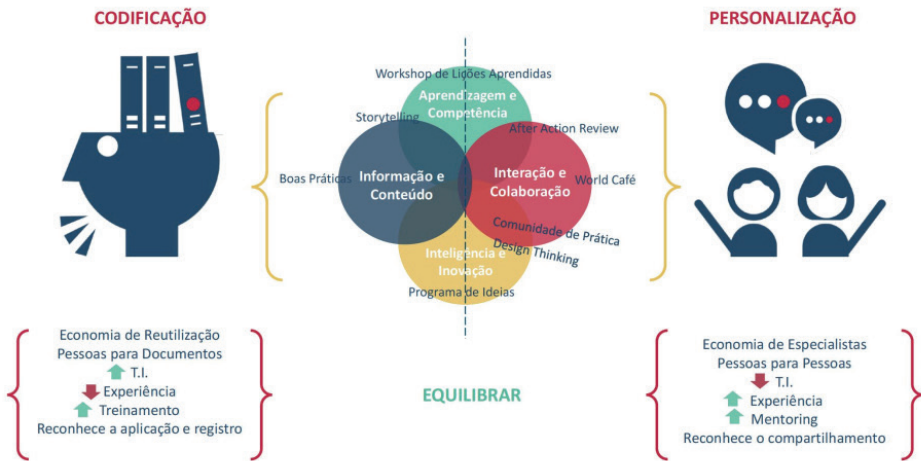 CODIFICAÇÃO
PERSONALIZAÇÃO
Workshop de Lições Aprendidas
Aprendizagem e
Competência
Storytelling
After Action Review
Boas Práticas
Informação e
Conteúdo
Interação e
Colaboração
World Café
Comunidade de Prática
Design Thinking
Inteligência e
Inovação
Programa de Ideias
Economia de Reutilização
Pessoas para Documentos
T.I.
Experiência
Treinamento
Reconhece a aplicação e registro
EQUILIBRAR
Economia de Especialistas
Pessoas para Pessoas
T.I.
Experiência
Mentoring
Reconhece o compartilhamento